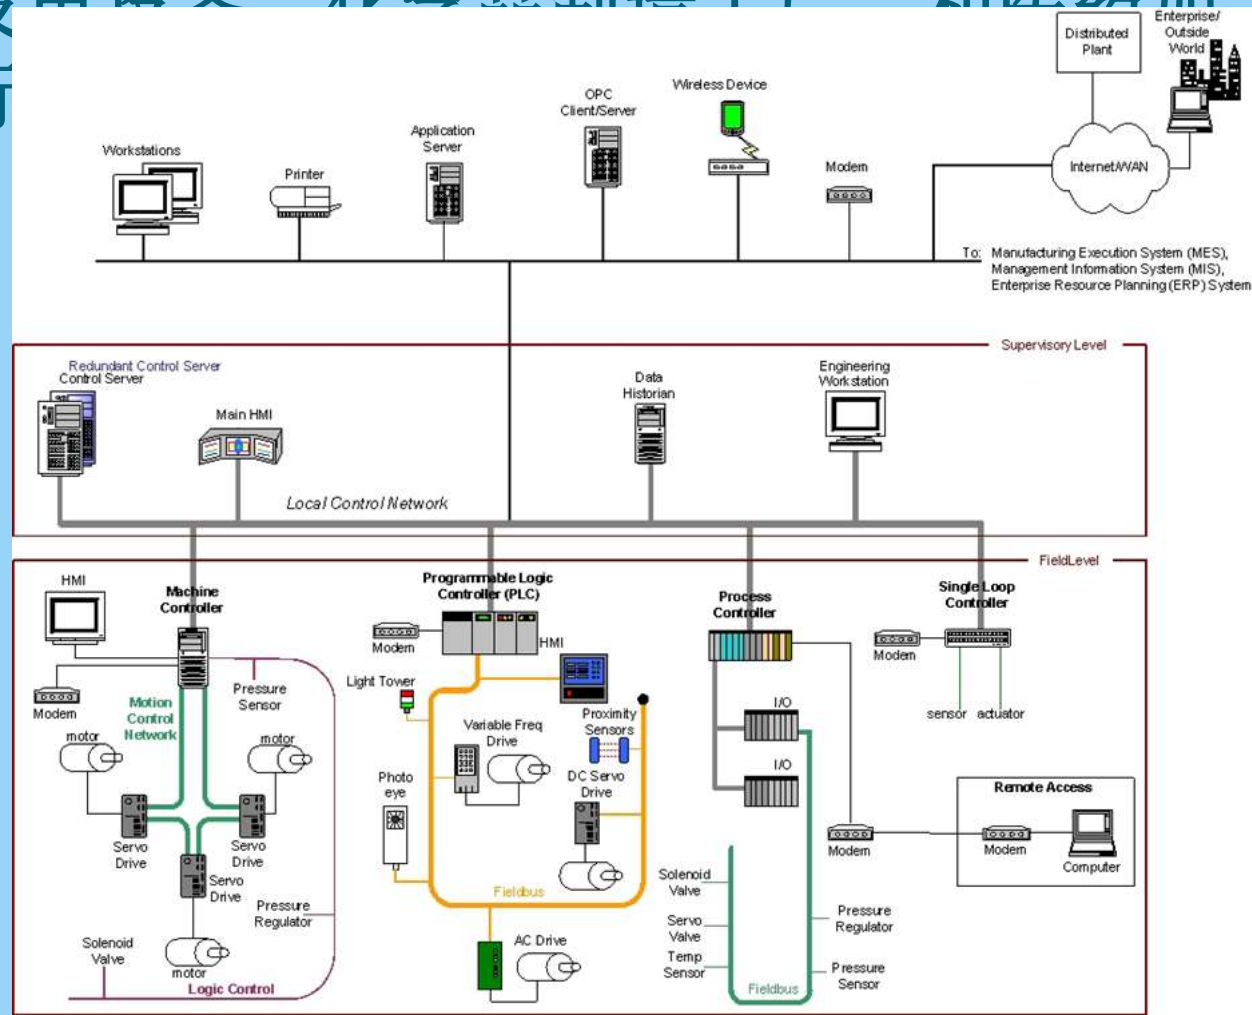 Enterprise/
Outside
World
Distributed
Plant
Internet/WAN
Wireless Device
OPC
Client/Server
Application
Server
Workstations
Printer
Modem
To: Manufacturing Execution System (MES),
Management Information System (MIS),
Enterprise Resource Planning (ERP) System
Supervisory Level
Redundant Control Server
Control Server
Main HMI
Data
Historian
Engineering
Workstation
Local Control Network
FieldLevel
HMI
Machine
Controller
Modem
Pressure
Sensor
Motion
Control
Network
motor
motor
Servo
Drive
Servo
Drive
Servo
Drive
motor
Pressure
Regulator
Solenoid
Valve
Logic Control
Programmable Logic
Controller (PLC)
Modem
HMI
Light Tower
Variable Freq
Drive
Proximity
Sensors
Photo
eye
DC Servo
Drive
Fieldbus
AC Drive
Process
Controller
I/O
I/O
Modem
Solenoid
Valve
Servo
Valve
Temp
Sensor
Pressure
Regulator
Pressure
Sensor
Fieldbus
Single Loop
Controller
Modem
sensor
actuator
Remote Access
Modem
Computer